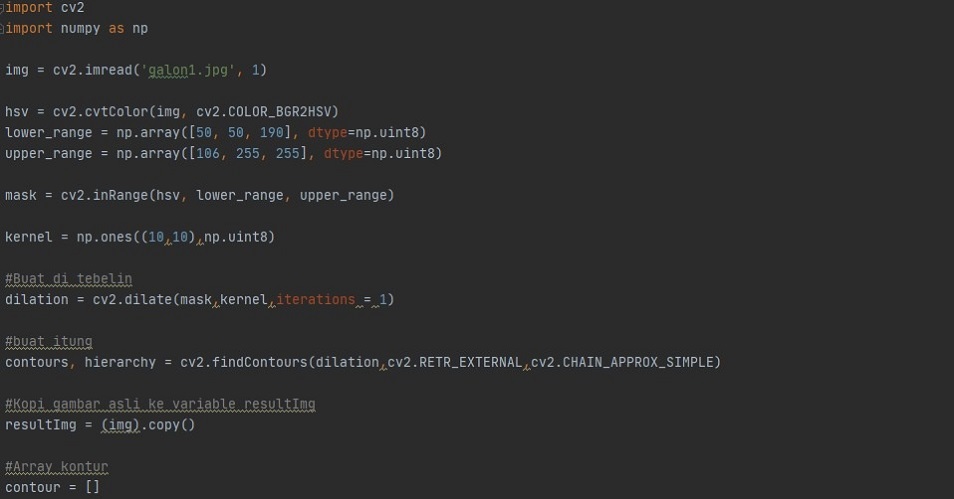 import cv2
import numpy as np
img = cv2.imread('galon1.jpg', 1)
hsv = cv2.cvtColor(img, cv2.COLOR_BGR2HSV)
lower_range = np.array([50, 50, 190], dtype=np.uint8)
upper_range = np.array([106, 255, 255], dtype=np.uint8)
mask = cv2.inRange(hsv, lower_range, upper_range)
kernel = np.ones((10,10),np.uint8)
#Buat di tebelin
dilation = cv2.dilate(mask,kernel,iterations = 1)
#buat itung
contours, hierarchy = cv2.findContours(dilation,cv2.RETR_EXTERNAL,cv2.CHAIN_APPROX_SIMPLE)
#Kopi gambar asli ke variable resultImg
resultImg = (img).copy()
#Array kontur
contour = []